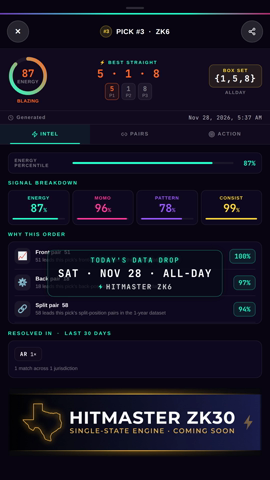 ×
#3 PICK #3 · ZK6
87
ENERGY
BLAZING
⚡ BEST STRAIGHT
5 · 1 · 8
5 P1
1 P2
8 P3
BOX SET
{1,5,8}
ALLDAY
Generated
Nov 28, 2026, 5:37 AM
INTEL
PAIRS
ACTION
ENERGY PERCENTILE
87%
SIGNAL BREAKDOWN
ENERGY
87%
MOMO
96%
PATTERN
78%
CONSIST
99%
WHY THIS ORDER
Front pair 51
100%
TODAY'S DATA DROP
SAT · NOV 28 · ALL-DAY
⚡ HITMASTER ZK6
97%
Split pair 58
58 leads this pick's split-position pairs in the 1-year dataset
94%
RESOLVED IN · LAST 30 DAYS
AR 1×
1 match across 1 jurisdiction
HITMASTER ZK30
SINGLE-STATE ENGINE · COMING SOON